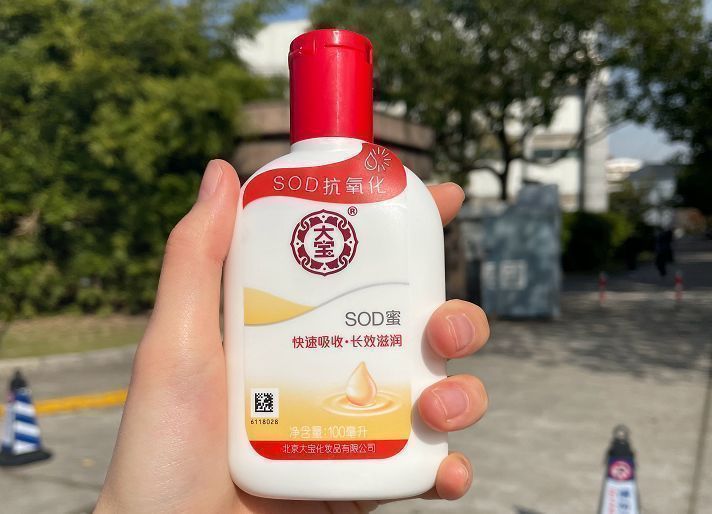 SOD抗氧化
®
大宝
SOD蜜
快速吸收·长效滋润
6118028
净含量:100毫升
北京大宝化妆品有限公司